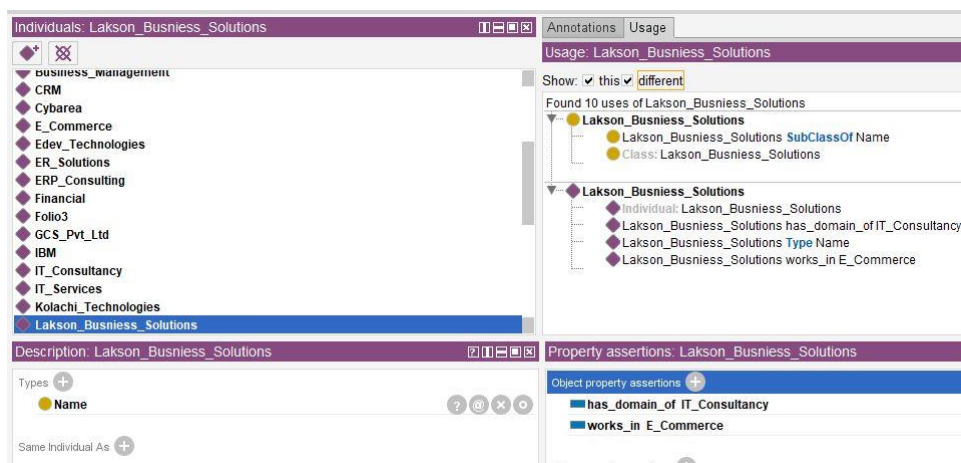 Individuals: Lakson_Busniess_Solutions
Business_Management
CRM
Cybarea
E_Commerce
Edev_Technologies
ER_Solutions
ERP_Consulting
Financial
Folio3
GCS_Pvt_Ltd
IBM
IT_Consultancy
IT_Services
Kolachi_Technologies
Lakson_Busniess_Solutions
Annotations Usage
Usage: Lakson_Busniess_Solutions
Show: this different
Found 10 uses of Lakson_Busniess_Solutions
Lakson_Busniess_Solutions
Lakson_Busniess_Solutions SubClassOf Name
Class: Lakson_Busniess_Solutions
Lakson_Busniess_Solutions
Individual: Lakson_Busniess_Solutions
Lakson_Busniess_Solutions has_domain_of IT_Consultancy
Lakson_Busniess_Solutions Type Name
Lakson_Busniess_Solutions works_in E_Commerce
Description: Lakson_Busniess_Solutions
Types
Name
Same Individual As
Property assertions: Lakson_Busniess_Solutions
Object property assertions
has_domain_of IT_Consultancy
works_in E_Commerce